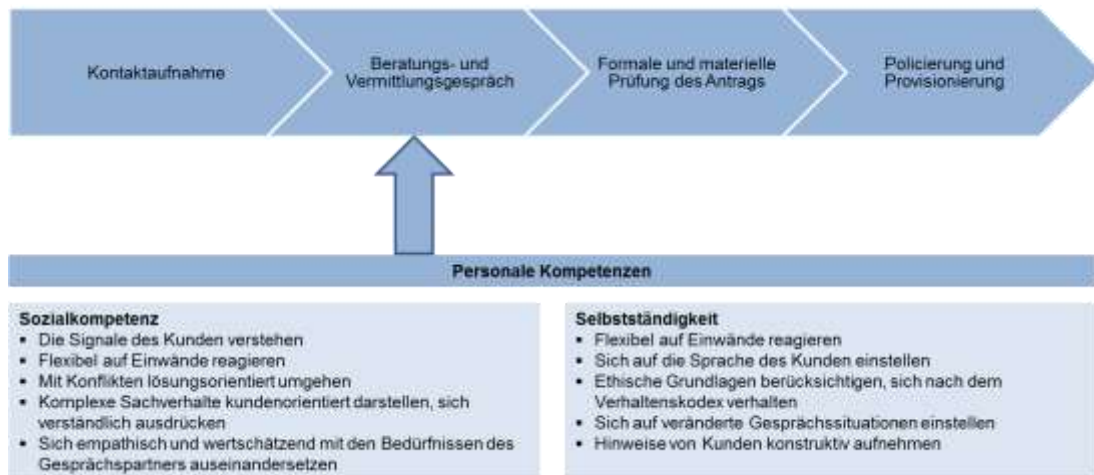 Kontaktaufnahme
Beratungs- und
Vermittlungsgespräch
Formale und materielle
Prüfung des Antrags
Policierung und
Provisionierung
Personale Kompetenzen
Sozialkompetenz
▪ Die Signale des Kunden verstehen
▪ Flexibel auf Einwände reagieren
▪ Mit Konflikten lösungsorientiert umgehen
▪ Komplexe Sachverhalte kundenorientiert darstellen, sich
verständlich ausdrücken
▪ Sich empathisch und wertschätzend mit den Bedürfnissen des
Gesprächspartners auseinandersetzen
Selbstständigkeit
▪ Flexibel auf Einwände reagieren
▪ Sich auf die Sprache des Kunden einstellen
▪ Ethische Grundlagen berücksichtigen, sich nach dem
Verhaltenskodex verhalten
▪ Sich auf veränderte Gesprächssituationen einstellen
▪ Hinweise von Kunden konstruktiv aufnehmen